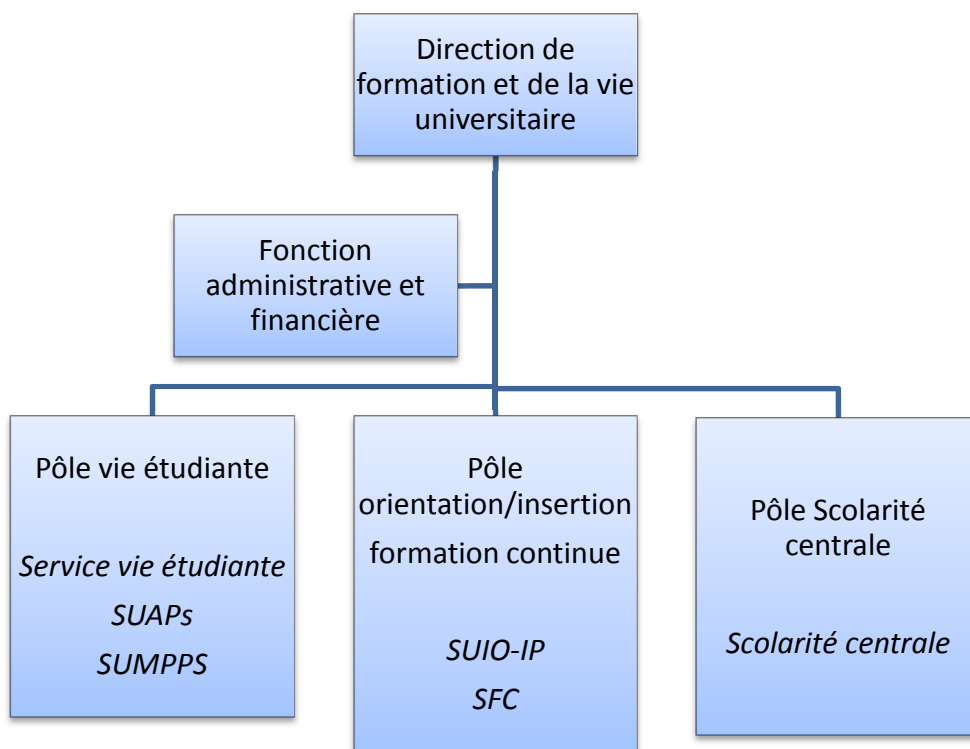 Direction de
formation et de la vie
universitaire
Fonction
administrative et
financière
Pôle vie étudiante
Service vie étudiante
SUAPs
SUMPPS
Pôle
orientation/insertion
formation continue
SUIO-IP
SFC
Pôle Scolarité
centrale
Scolarité centrale